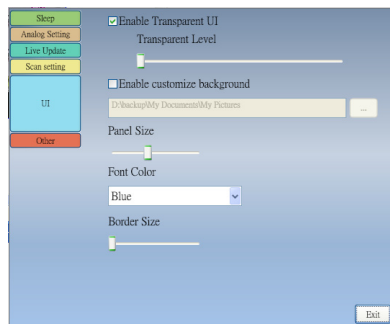 Sleep
Analog Setting
Live Update
Scan setting
UI
Other
Enable Transparent UI
Transparent Level
Enable customize background
D:\backup\My Documents\My Pictures
...
Panel Size
Font Color
Blue
Border Size
Exit